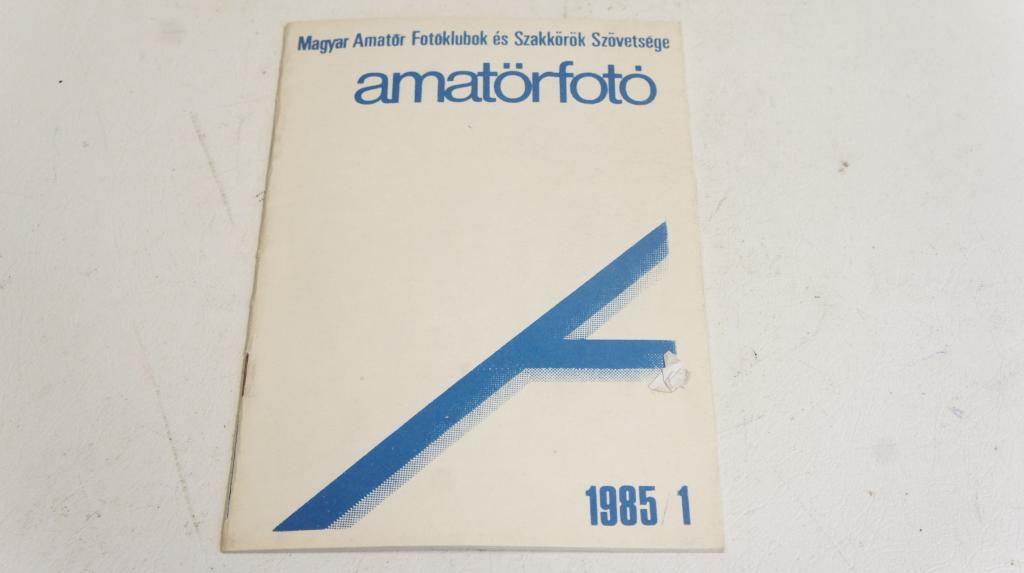 Magyar Amatőr Fotóklubok és Szakkörök Szövetsége
amatőrfotó
1985/1